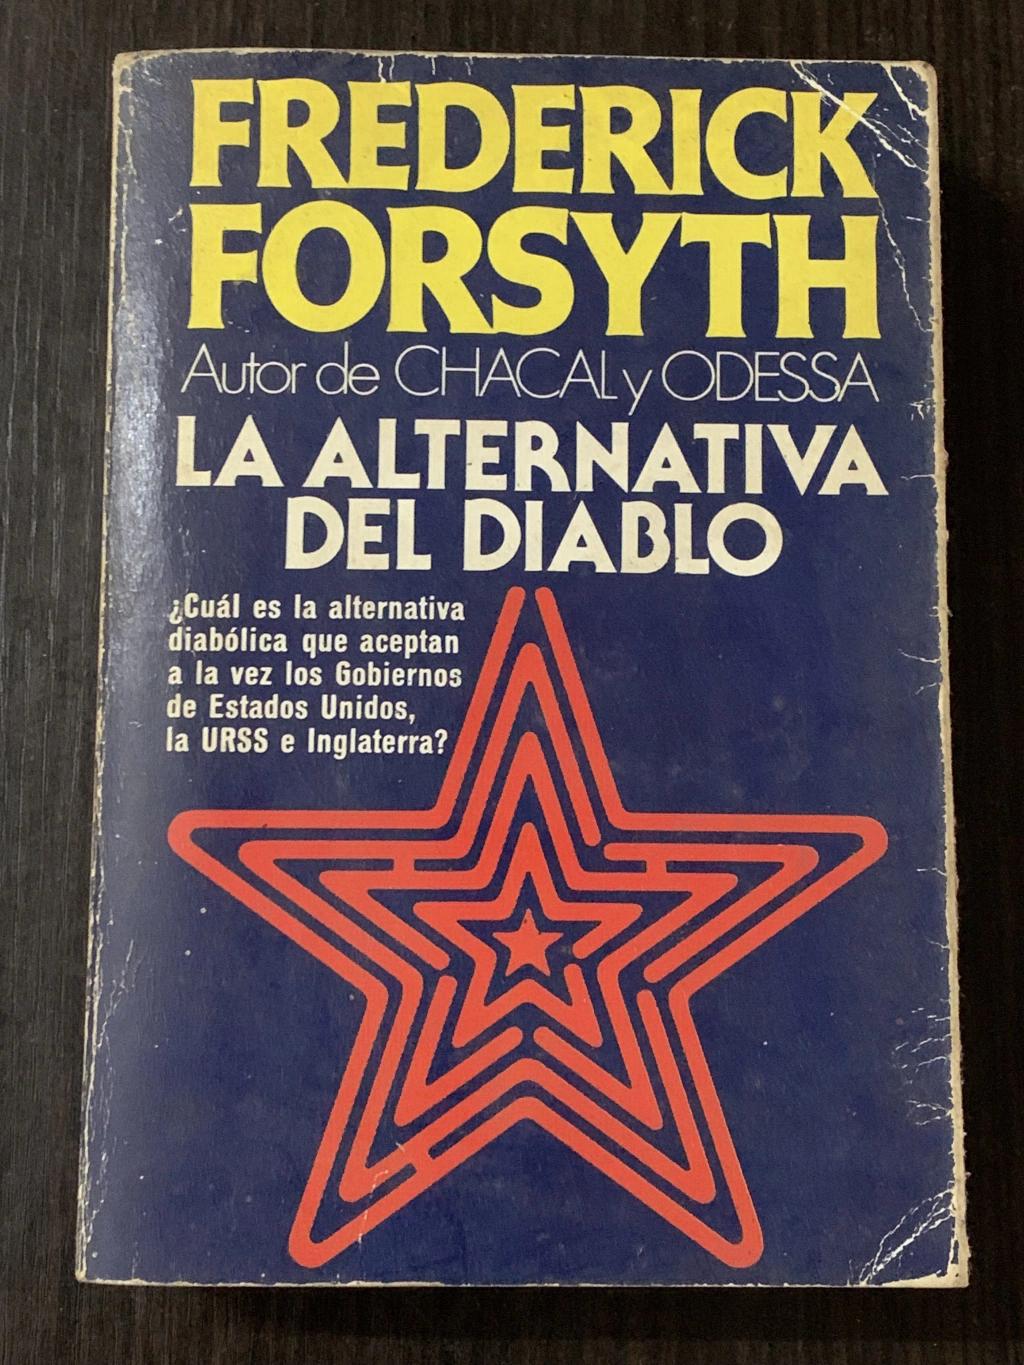 FREDERICK
FORSYTH
Autor de CHACAL y ODESSA
LA ALTERNATIVA
DEL DIABLO
¿Cuál es la alternativa
diabólica que aceptan
a la vez los Gobiernos
de Estados Unidos,
la URSS e Inglaterra?